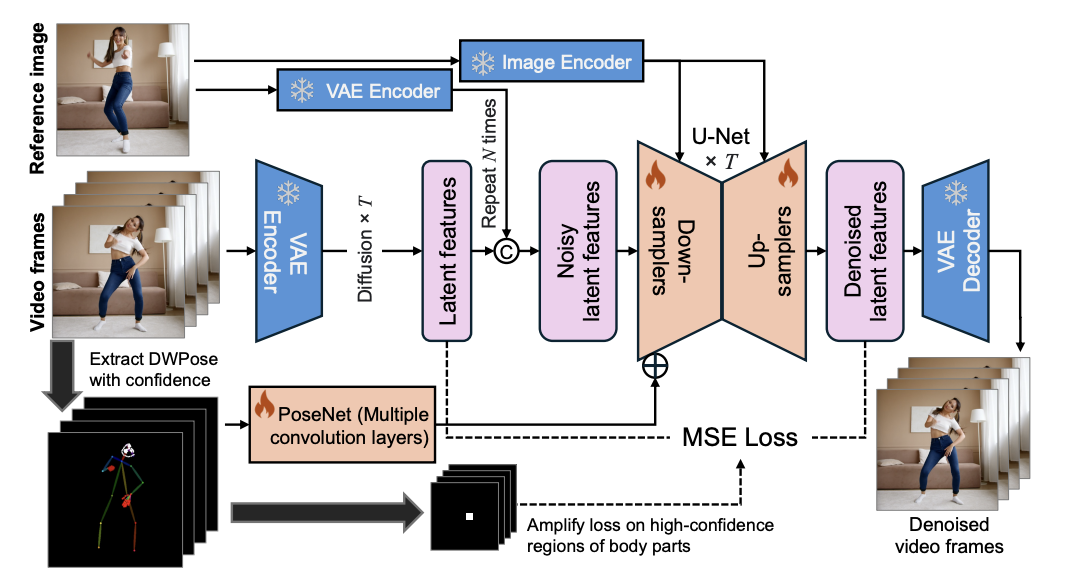 Reference image
Image Encoder
VAE Encoder
Repeat N times
U-Net
× T
Video frames
VAE
Encoder
Diffusion × T
Latent features
C
Noisy
latent features
Down-
samplers
Up-
samplers
Denoised
latent features
VAE
Decoder
Extract DWPose
with confidence
PoseNet (Multiple
convolution layers)
MSE Loss
Amplify loss on high-confidence
regions of body parts
Denoised
video frames